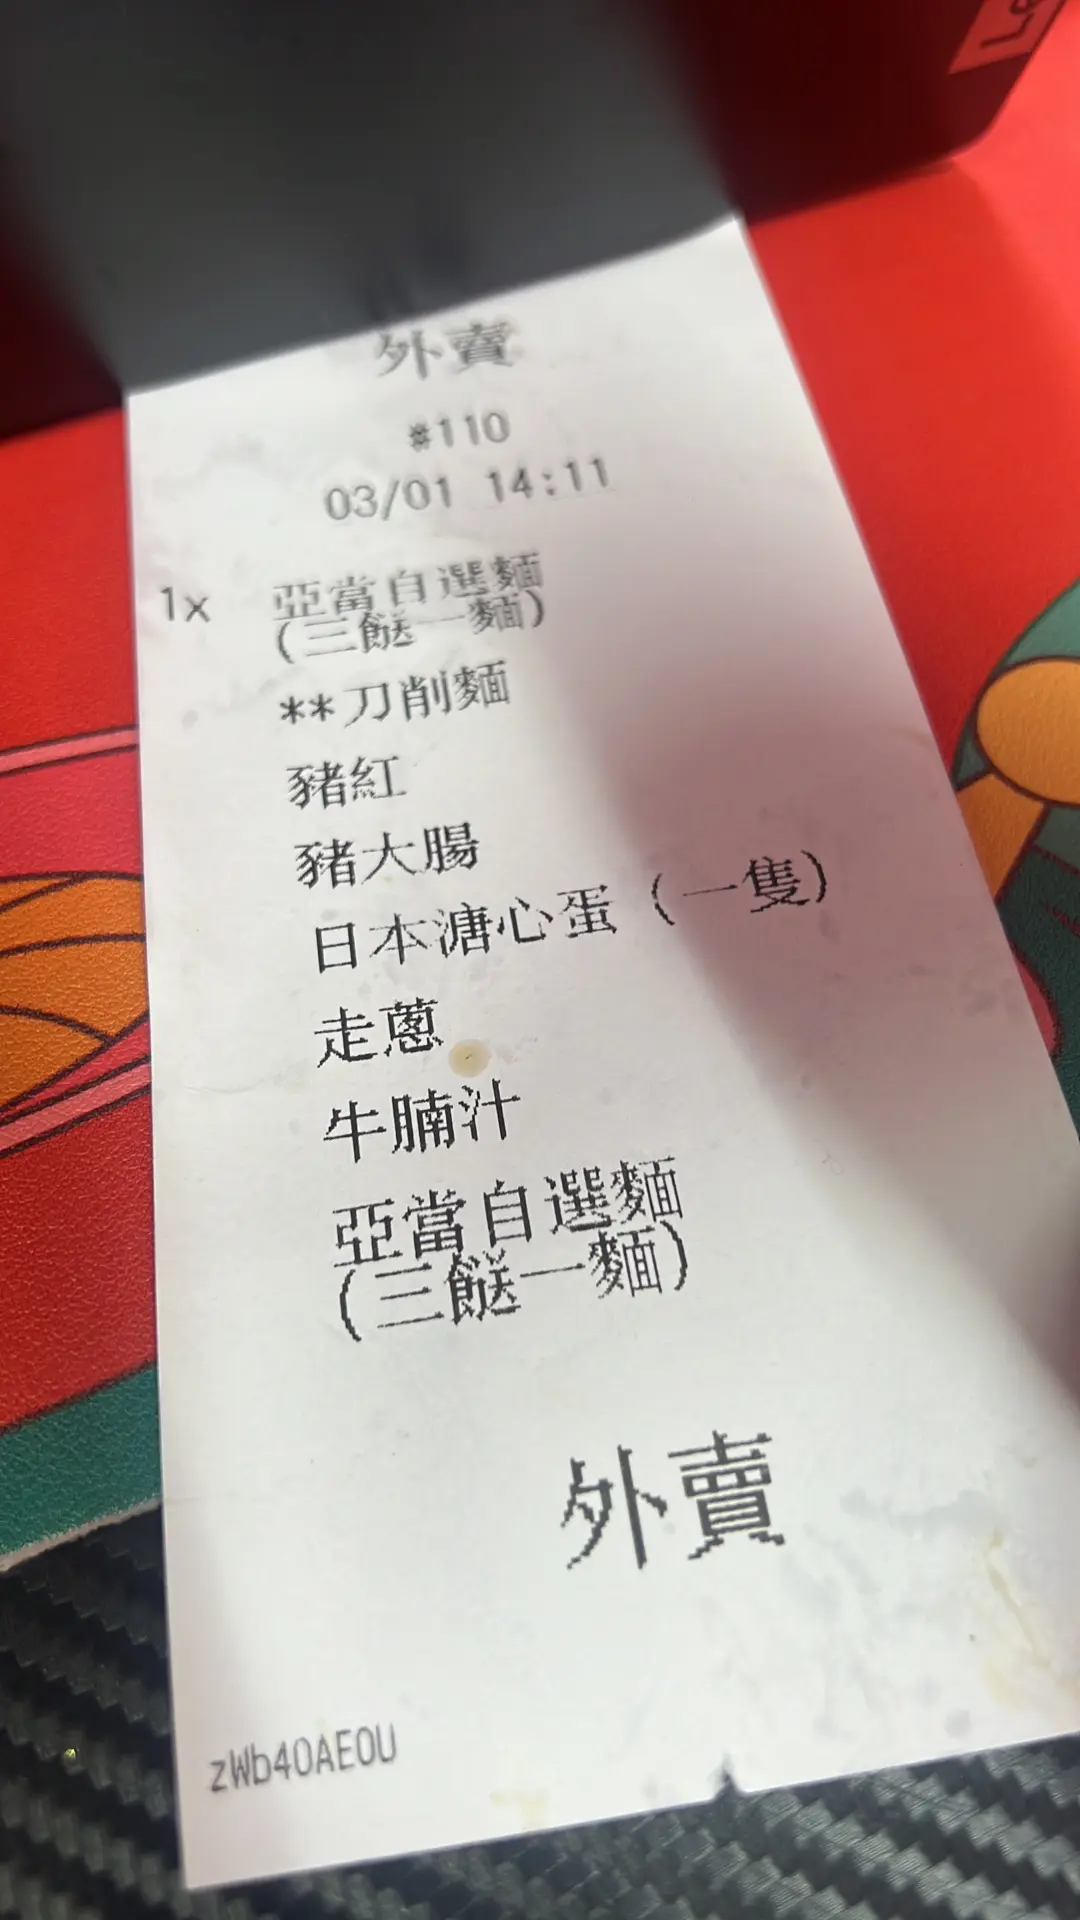 外賣
#110
03/01 14:11
1x 亞當自選麵
(三餸一麵)
**刀削麵
豬紅
豬大腸
日本溏心蛋（一隻）
走蔥
牛腩汁
亞當自選麵
(三餸一麵)
外賣
zWb40AE0U